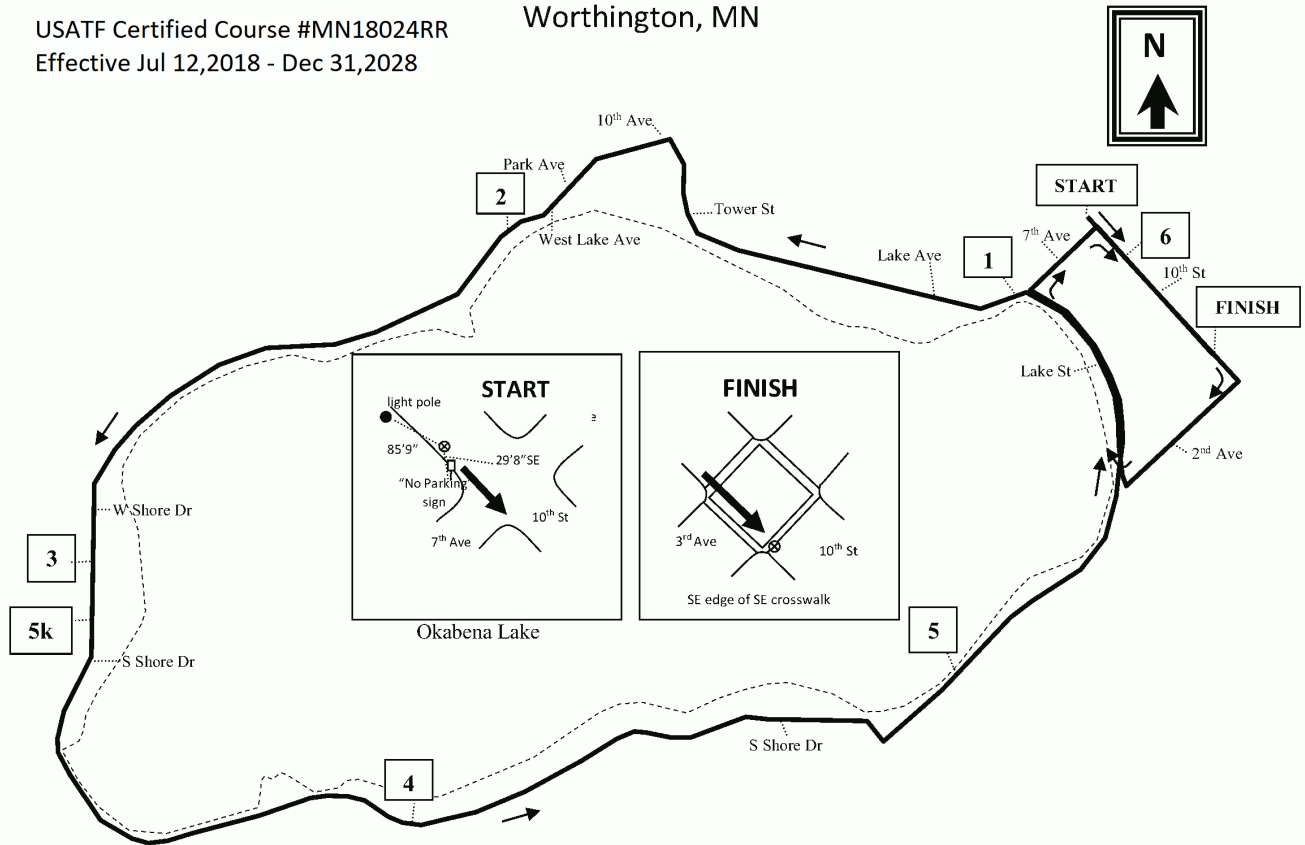 Worthington, MN
USATF Certified Course #MN18024RR
Effective Jul 12,2018 - Dec 31,2028
N
10th Ave
Park Ave
START
2
Tower St
7th Ave
6
West Lake Ave
Lake Ave
1
10th St
FINISH
Lake St
START
light pole
e
85'9"
29'8"SE
"No Parking"
sign
10th St
7th Ave
FINISH
3rd Ave
10th St
SE edge of SE crosswalk
2nd Ave
W Shore Dr
3
5k
Okabena Lake
5
S Shore Dr
S Shore Dr
4